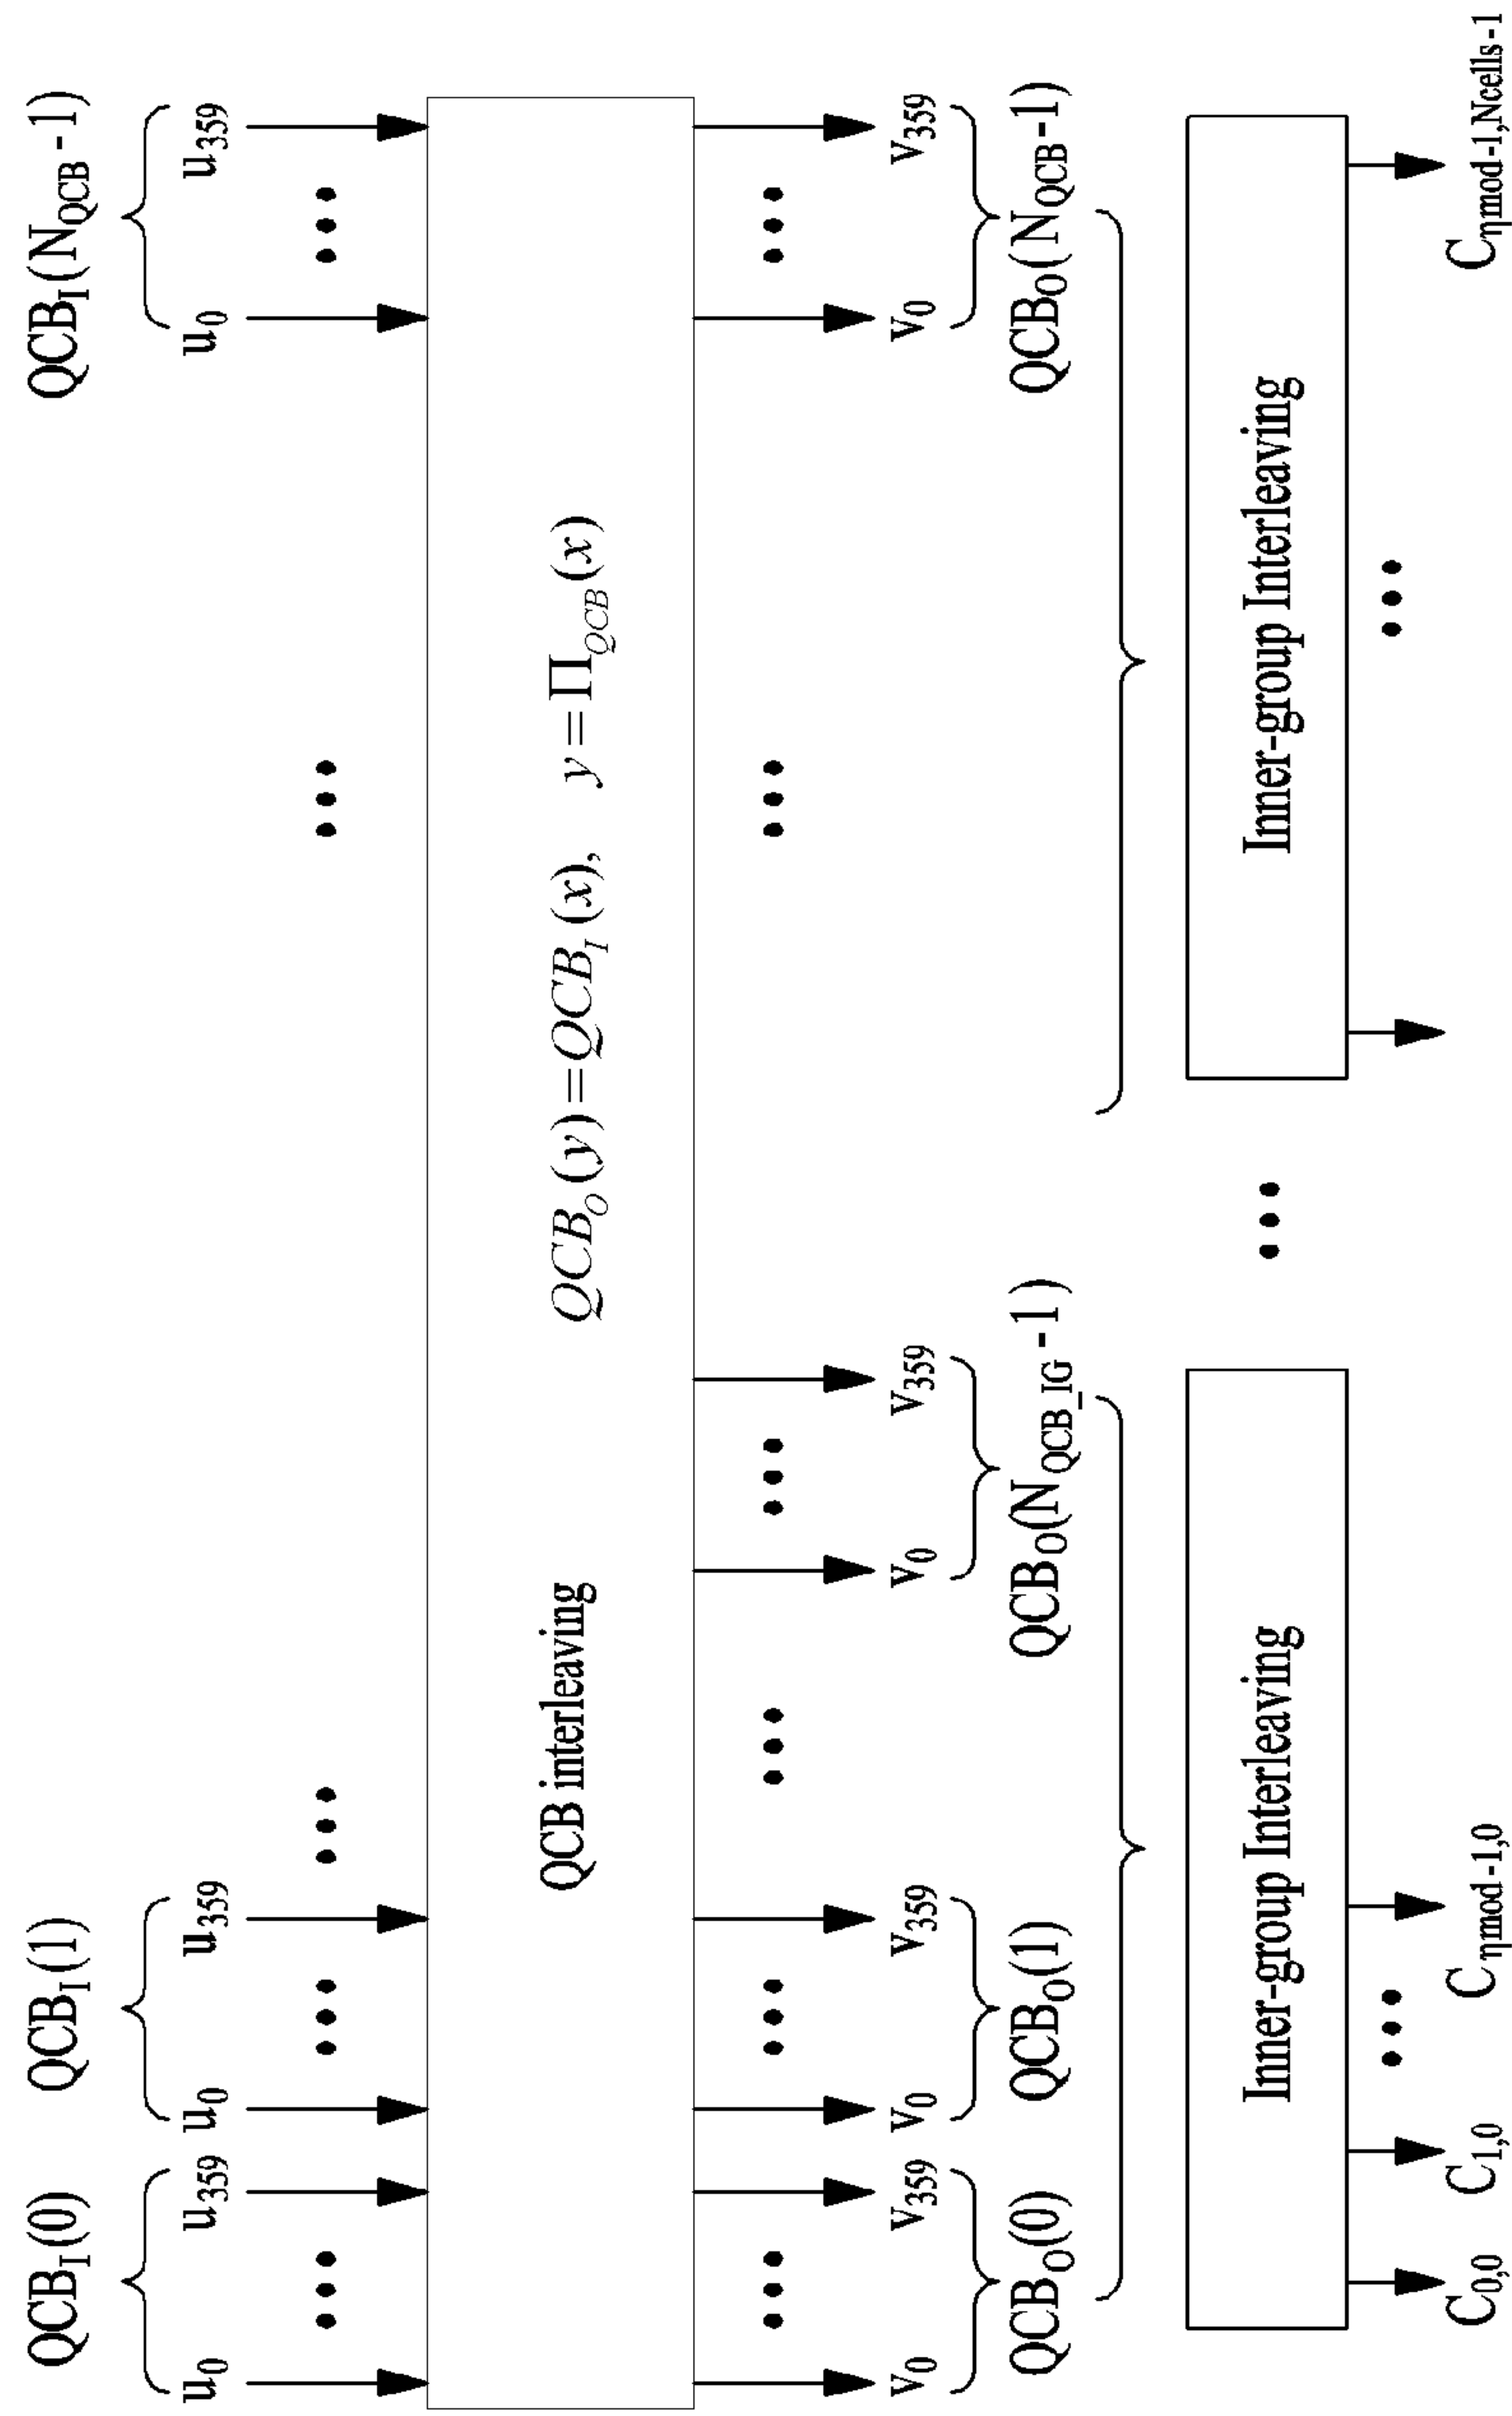 QCB_I(0) QCB_I(1) QCB_I(N_QCB-1)
u_0 ••• u_359 u_0 ••• u_359 ••• ••• u_0 ••• u_359
QCB interleaving QCB_O(y)=QCB_I(x), y=Π_QCB(x)
••• ••• ••• ••• ••• •••
v_0 v_359 v_0 v_359 v_0 v_359 v_0 v_359
QCB_O(0) QCB_O(1) QCB_O(N_QCB_IG-1) QCB_O(N_QCB-1)
Inner-group Interleaving ••• Inner-group Interleaving
C_0,0 C_1,0 ••• C_ηmod-1,0 ••• C_ηmod-1,Ncells-1